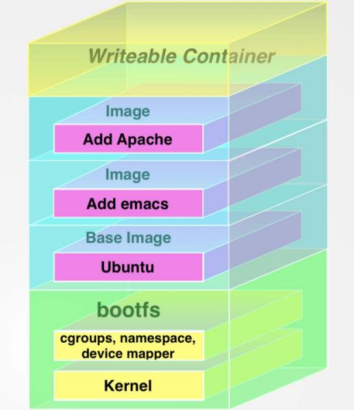 Writeable Container
Image
Add Apache
Image
Add emacs
Base Image
Ubuntu
bootfs
cgroups, namespace,
device mapper
Kernel